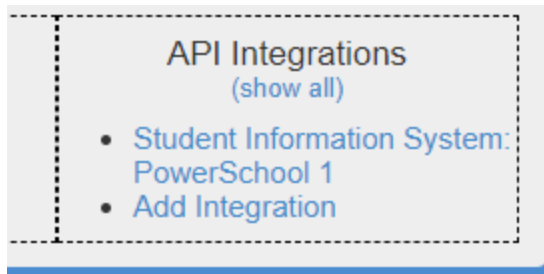 API Integrations
(show all)
Student Information System:
PowerSchool 1
Add Integration